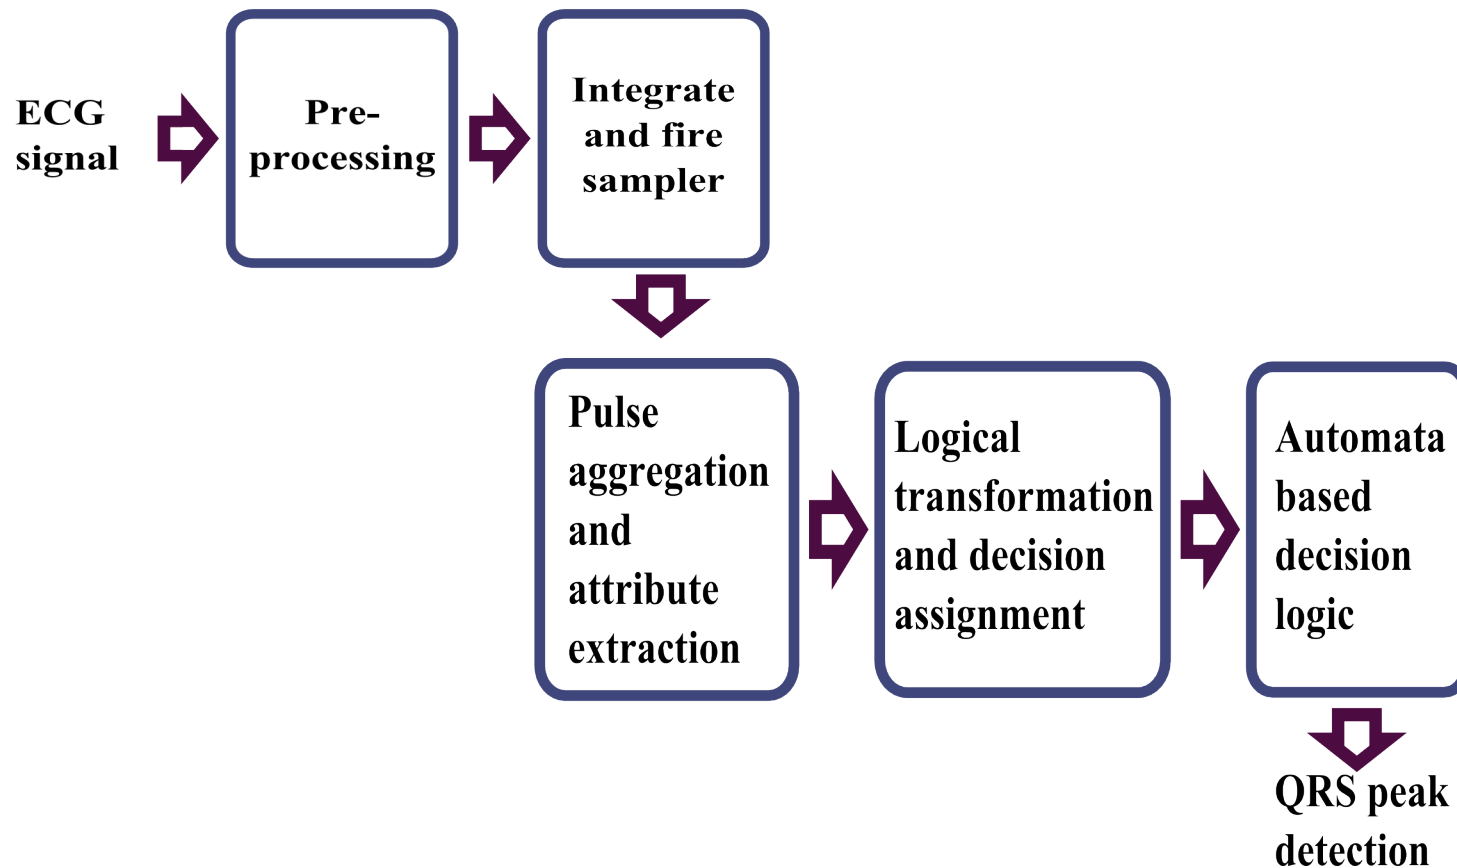 ECG
signal
Pre-
processing
Integrate
and fire
sampler
Pulse
aggregation
and
attribute
extraction
Logical
transformation
and decision
assignment
Automata
based
decision
logic
QRS peak
detection